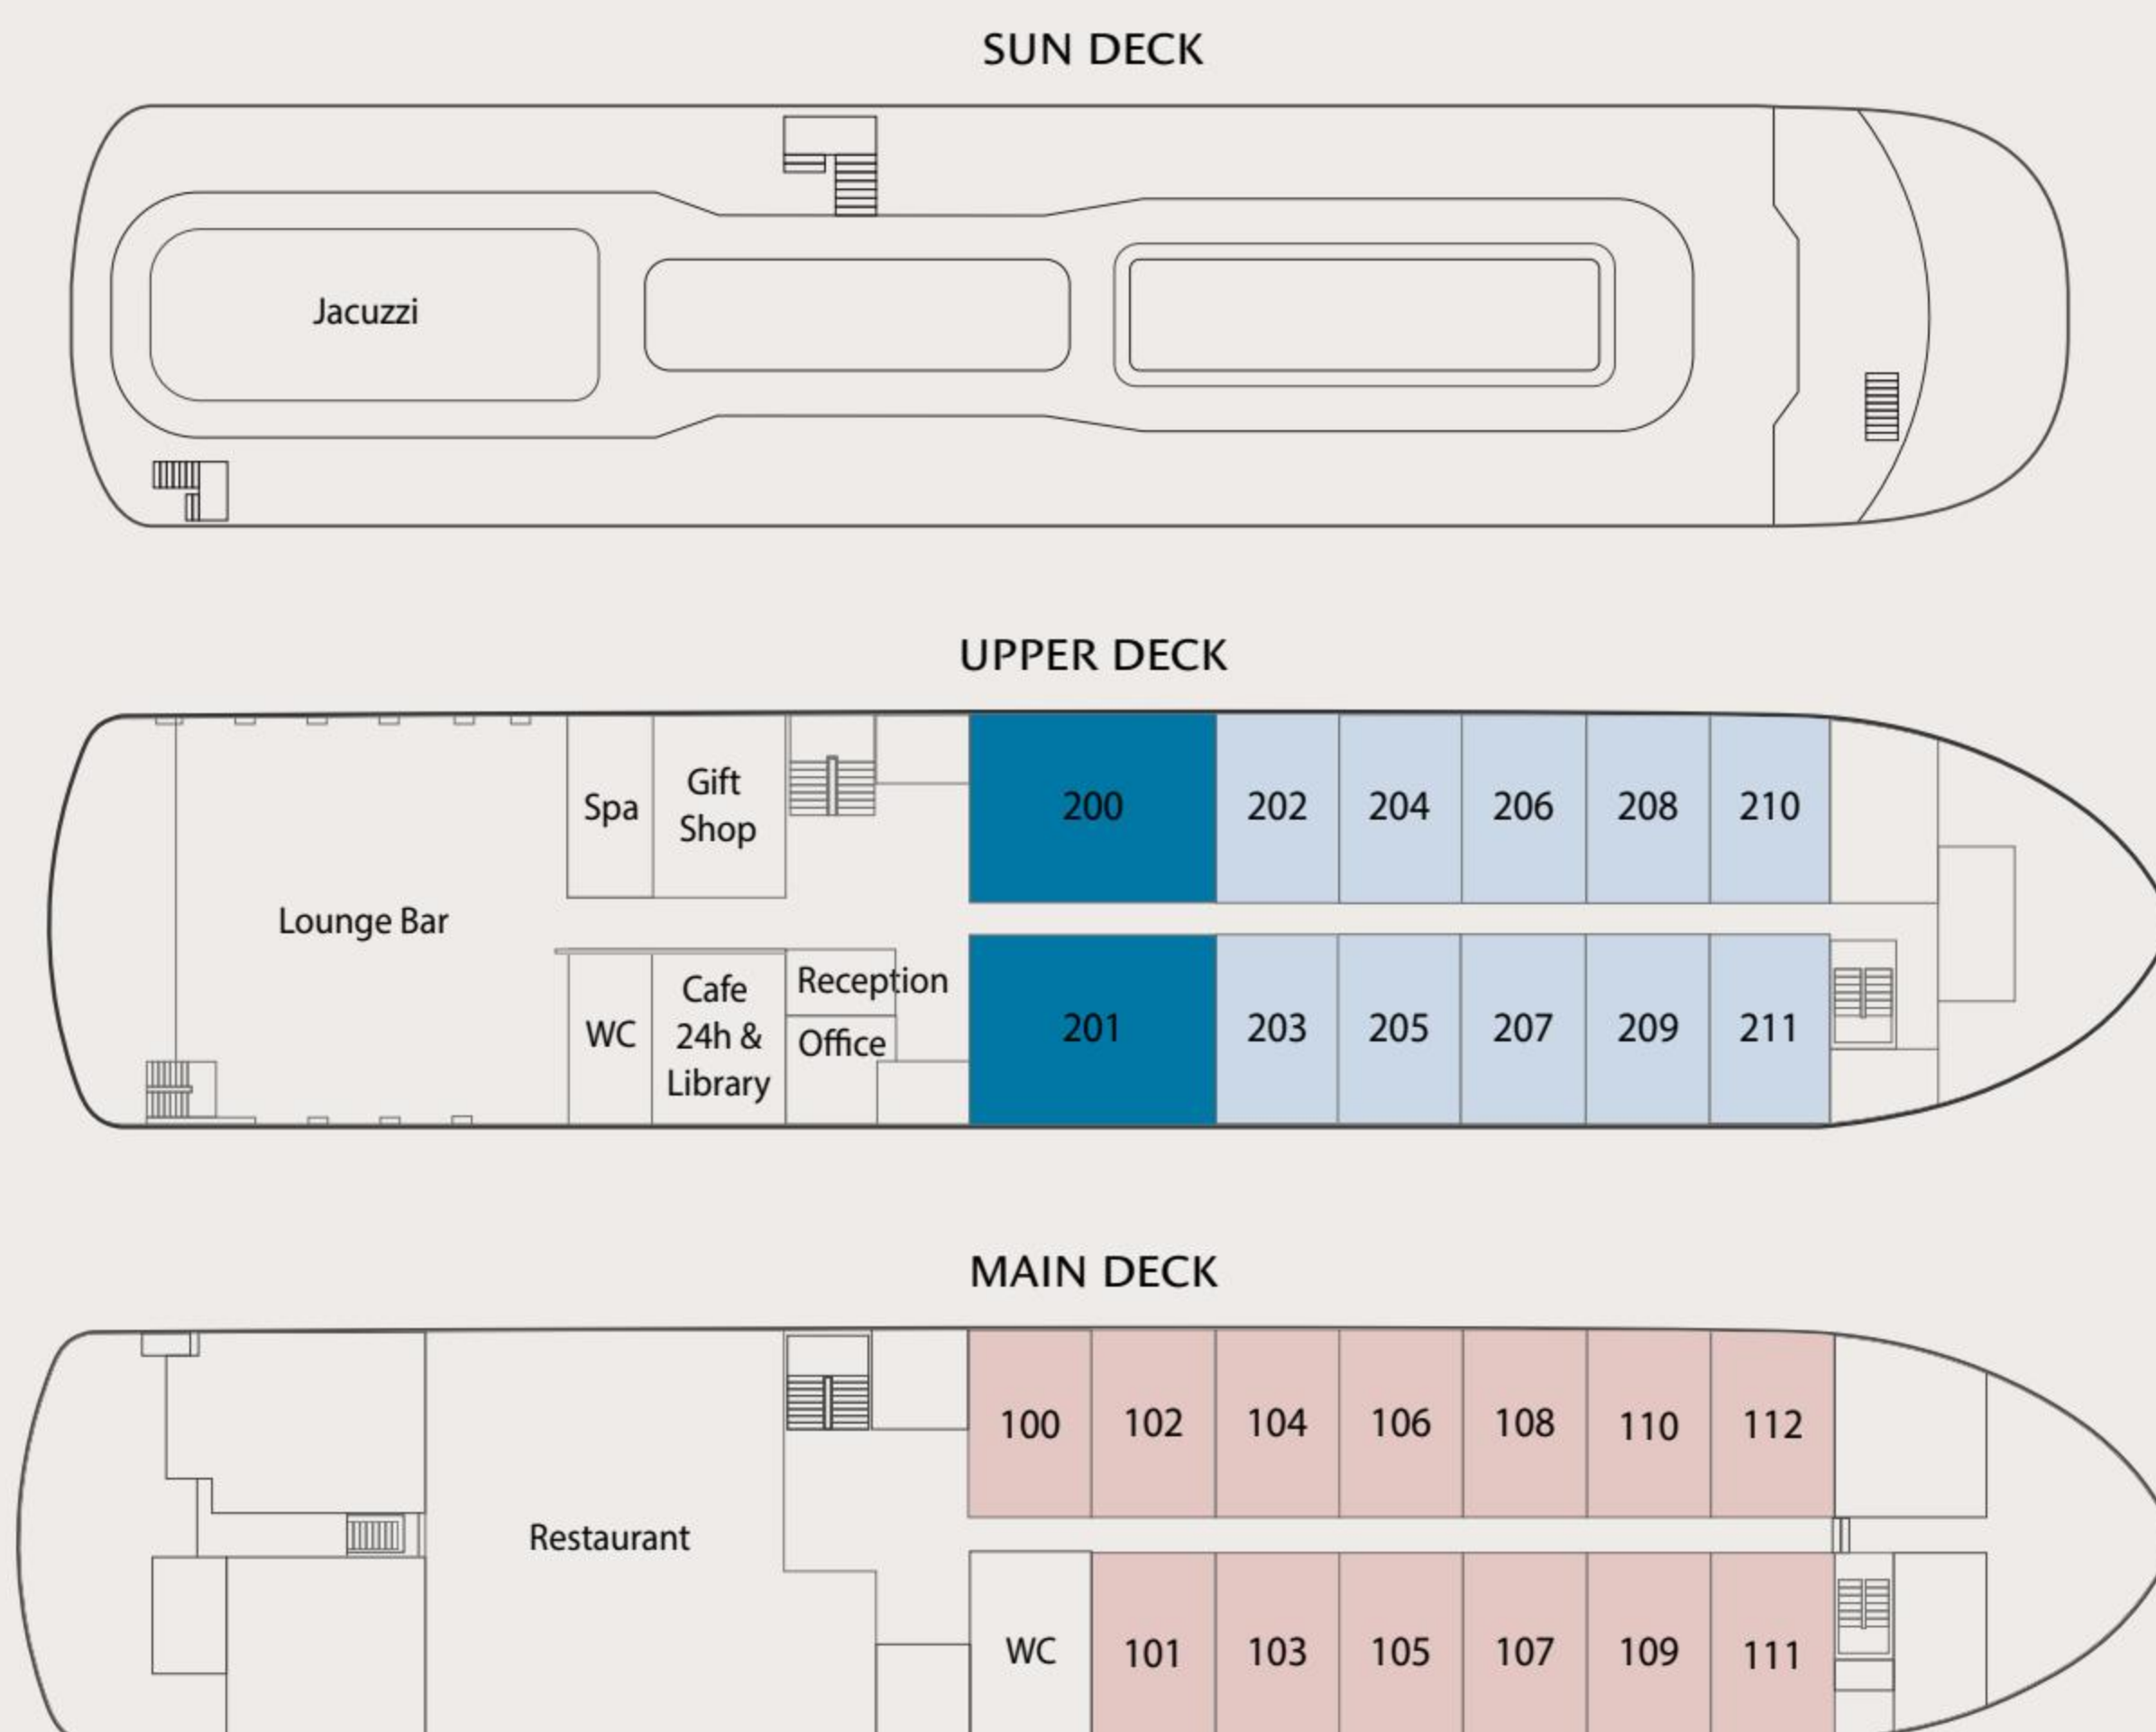 SUN DECK
Jacuzzi
UPPER DECK
Spa
Gift
Shop
200
202
204
206
208
210
Lounge Bar
WC
Cafe
24h &
Library
Reception
Office
201
203
205
207
209
211
MAIN DECK
100
102
104
106
108
110
112
Restaurant
WC
101
103
105
107
109
111